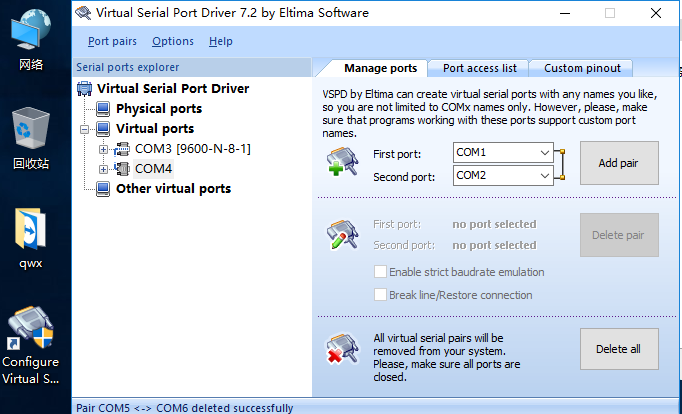 网络
回收站
qwx
Configure
Virtual S...
Virtual Serial Port Driver 7.2 by Eltima Software
Port pairs Options Help
Serial ports explorer
Virtual Serial Port Driver
Physical ports
Virtual ports
COM3 [9600-N-8-1]
COM4
Other virtual ports
Manage ports Port access list Custom pinout
VSPD by Eltima can create virtual serial ports with any names you like,
so you are not limited to COMx names only. However, please, make
sure that programs working with these ports support custom port
names.
First port: COM1
Second port: COM2
Add pair
First port: no port selected
Second port: no port selected
Delete pair
Enable strict baudrate emulation
Break line/Restore connection
All virtual serial pairs will be
removed from your system.
Please, make sure all ports are
closed.
Delete all
Pair COM5 <-> COM6 deleted successfully